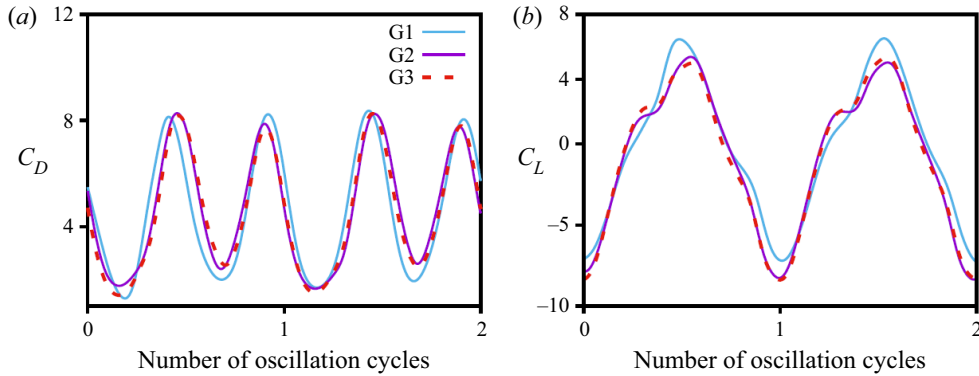 (a)
12
8
4
C_D
G1
G2
G3
0
1
2
Number of oscillation cycles
(b)
8
4
0
−5
−10
C_L
0
1
2
Number of oscillation cycles